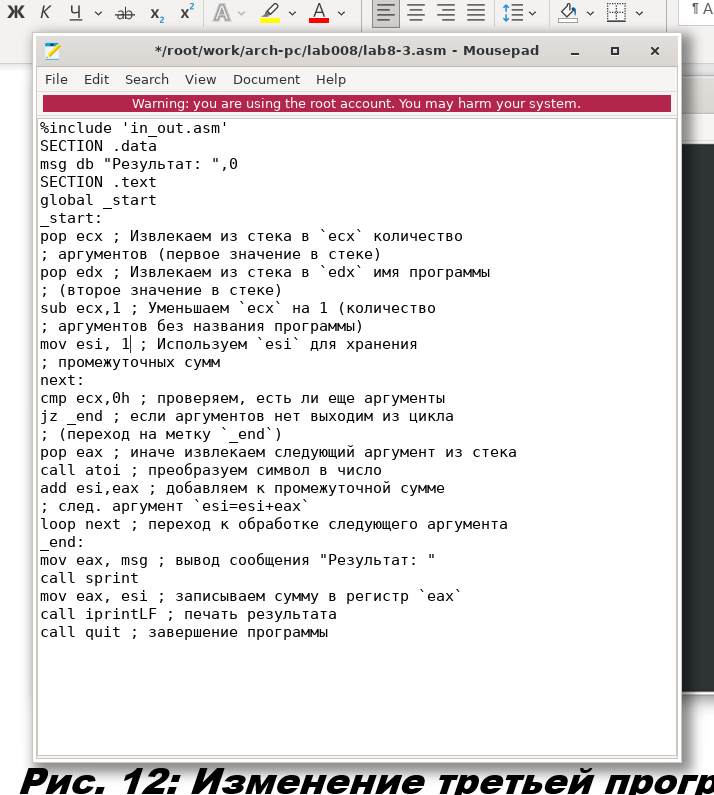 Ж К Ч ab x₂ x² A A ¶ A
*/root/work/arch-pc/lab008/lab8-3.asm - Mousepad
File Edit Search View Document Help
Warning: you are using the root account. You may harm your system.
%include 'in_out.asm'
SECTION .data
msg db "Результат: ",0
SECTION .text
global _start
_start:
pop ecx ; Извлекаем из стека в `ecx` количество
; аргументов (первое значение в стеке)
pop edx ; Извлекаем из стека в `edx` имя программы
; (второе значение в стеке)
sub ecx,1 ; Уменьшаем `ecx` на 1 (количество
; аргументов без названия программы)
mov esi, 1 ; Используем `esi` для хранения
; промежуточных сумм
next:
cmp ecx,0h ; проверяем, есть ли еще аргументы
jz _end ; если аргументов нет выходим из цикла
; (переход на метку `_end`)
pop eax ; иначе извлекаем следующий аргумент из стека
call atoi ; преобразуем символ в число
add esi,eax ; добавляем к промежуточной сумме
; след. аргумент `esi=esi+eax`
loop next ; переход к обработке следующего аргумента
_end:
mov eax, msg ; вывод сообщения "Результат: "
call sprint
mov eax, esi ; записываем сумму в регистр `eax`
call iprintLF ; печать результата
call quit ; завершение программы
Рис. 12: Изменение третьей прогр